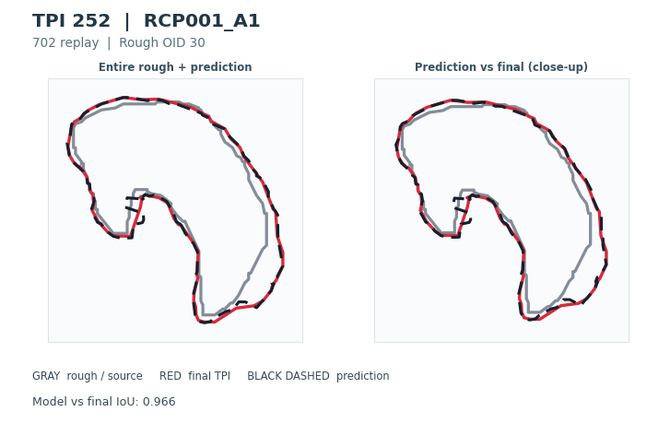 TPI 252 | RCP001_A1
702 replay | Rough OID 30
Entire rough + prediction
Prediction vs final (close-up)
GRAY rough / source RED final TPI BLACK DASHED prediction
Model vs final IoU: 0.966